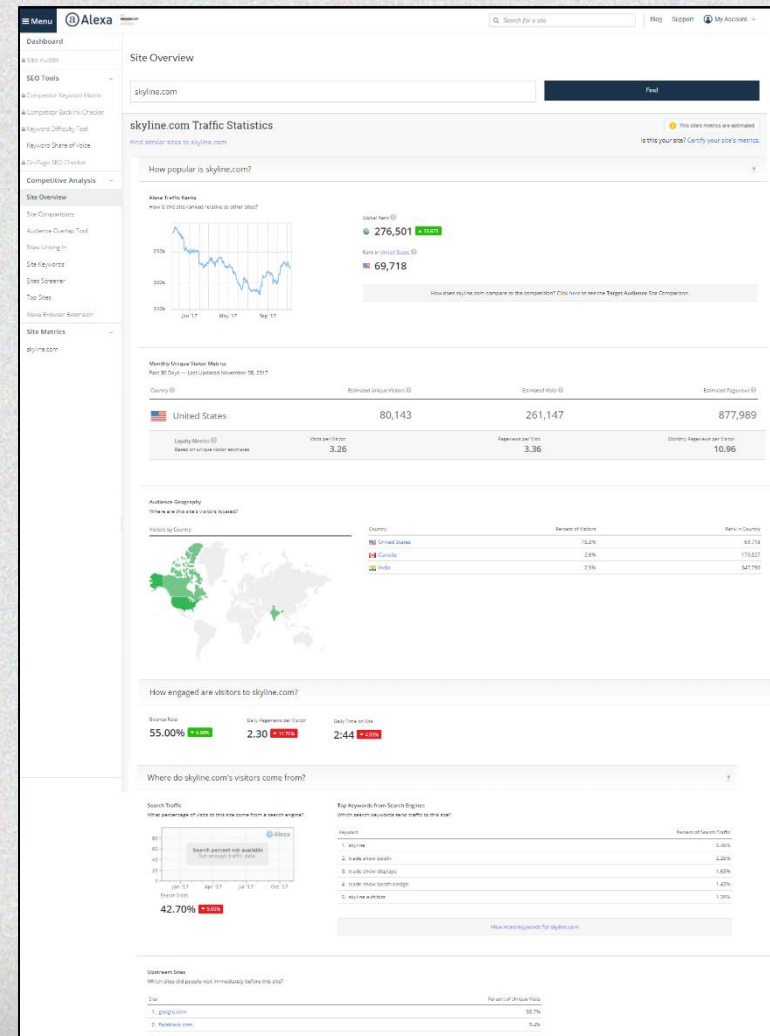 Menu
Alexa
Search for a site
Blog Support My Account
Dashboard
Site Audits
SEO Tools
Competitor Keyword Matrix
Competitor Backlink Checker
Keyword Difficulty Tool
Keyword Share of Voice
On-Page SEO Checker
Competitive Analysis
Site Overview
Site Comparisons
Audience Overlap Tool
Sites Linking In
Site Keywords
Sites Screener
Top Sites
Alexa Browser Extension
Site Metrics
skyline.com
Site Overview
skyline.com
Find
skyline.com Traffic Statistics
This site's metrics are estimated
Find similar sites to skyline.com
Is this your site? Certify your site's metrics.
How popular is skyline.com?
Alexa Traffic Ranks
How is this site ranked relative to other sites?
Jan '17 May '17 Sep '17
Global Rank
276,501
Rank in United States
69,718
How does skyline.com compare to the competition? Click here to see the Target Audience Site Comparison.
Monthly Unique Visitor Metrics
Past 30 Days — Last Updated November 08, 2017
Country Estimated Unique Visitors Estimated Visits Estimated Pageviews
United States 80,143 261,147 877,989
Loyalty Metrics
Based on unique visitor estimates
Visits per Visitor
3.26
Pageviews per Visit
3.36
Monthly Pageviews per Visitor
10.96
Audience Geography
Where are this site's visitors located?
Visitors by Country
Country Percent of Visitors Rank in Country
United States 69,718
Canada 2.6%
India
How engaged are visitors to skyline.com?
Bounce Rate
55.00%
Daily Pageviews per Visitor
2.30
Daily Time on Site
2:44
Where do skyline.com's visitors come from?
Search Traffic
What percentage of visits to this site come from a search engine?
Alexa
Search percent not available
Not enough traffic data.
80
60
40
20
0
Jan '17 Apr '17 Jul '17 Oct '17
Search Visits
42.70%
Top Keywords from Search Engines
Which search keywords send traffic to this site?
Keyword Percent of Search Traffic
1. skyline
2. trade show booth
3. trade show displays
4. trade show booth design
5. skyline exhibits
View more keywords for skyline.com
Upstream Sites
Which sites did people visit immediately before this site?
Site Percent of Unique Visits
1. google.com
2. facebook.com